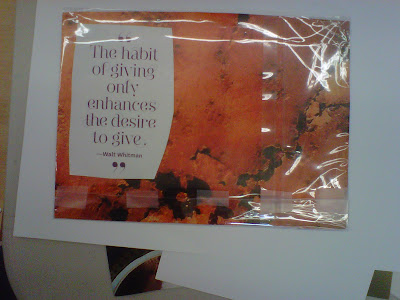 “
The habit
of giving
only
enhances
the desire
to give.
—Walt Whitman
”